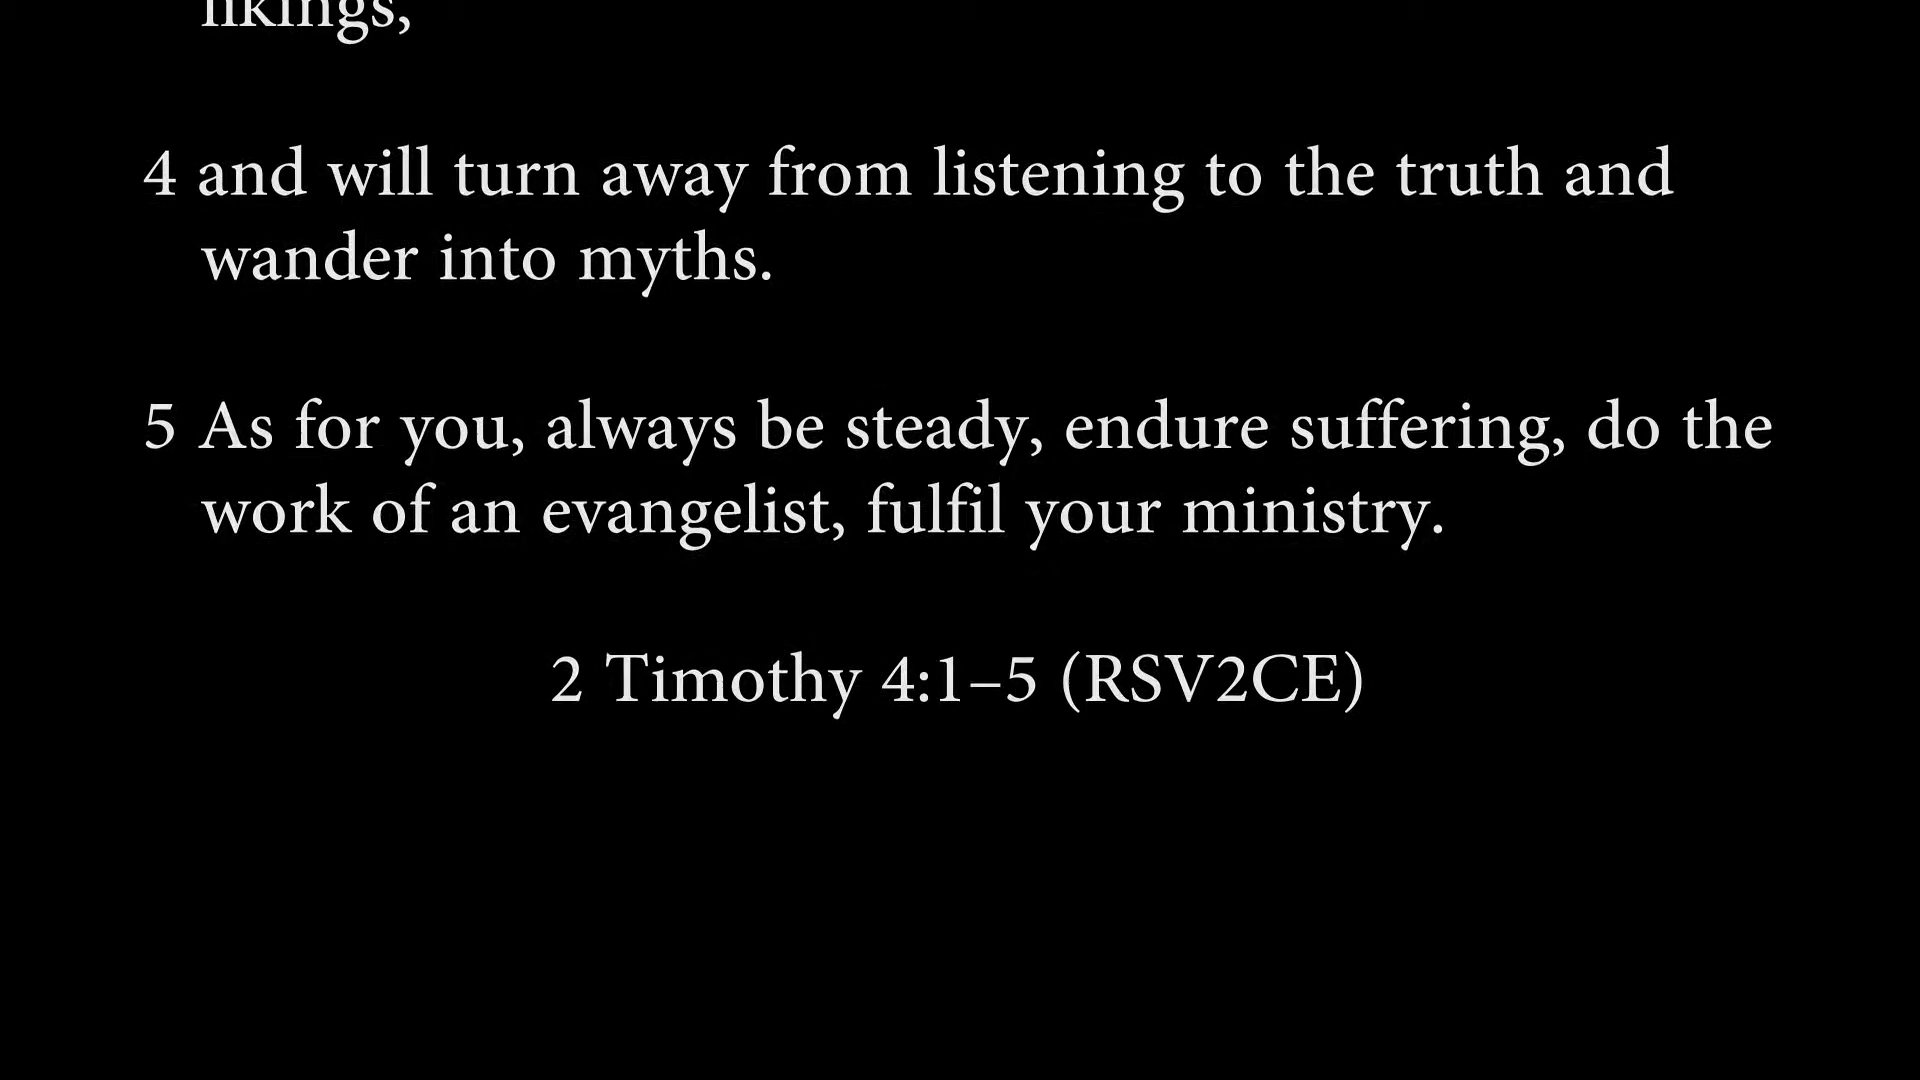 likings,
4 and will turn away from listening to the truth and
wander into myths.
5 As for you, always be steady, endure suffering, do the
work of an evangelist, fulfil your ministry.
2 Timothy 4:1–5 (RSV2CE)